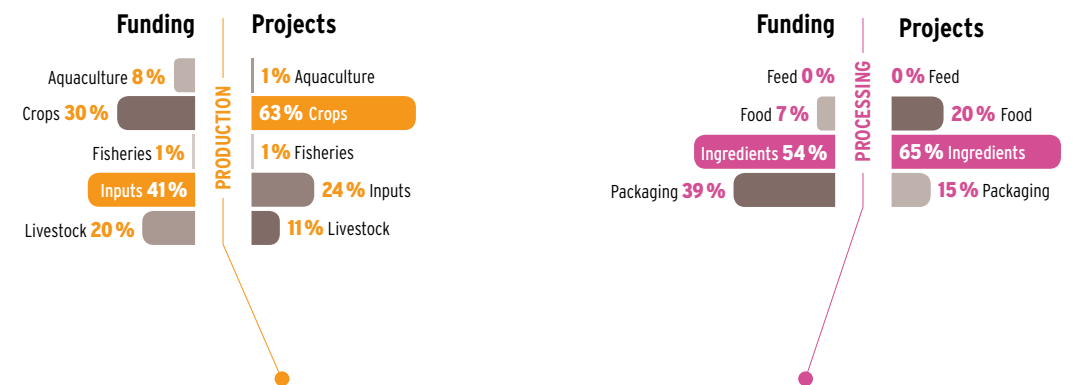 Funding
Projects
Aquaculture 8 %
Crops 30 %
Fisheries 1 %
Inputs 41 %
Livestock 20 %
PRODUCTION
1 % Aquaculture
63 % Crops
1 % Fisheries
24 % Inputs
11 % Livestock
Funding
Projects
Feed 0 %
Food 7 %
Ingredients 54 %
Packaging 39 %
PROCESSING
0 % Feed
20 % Food
65 % Ingredients
15 % Packaging